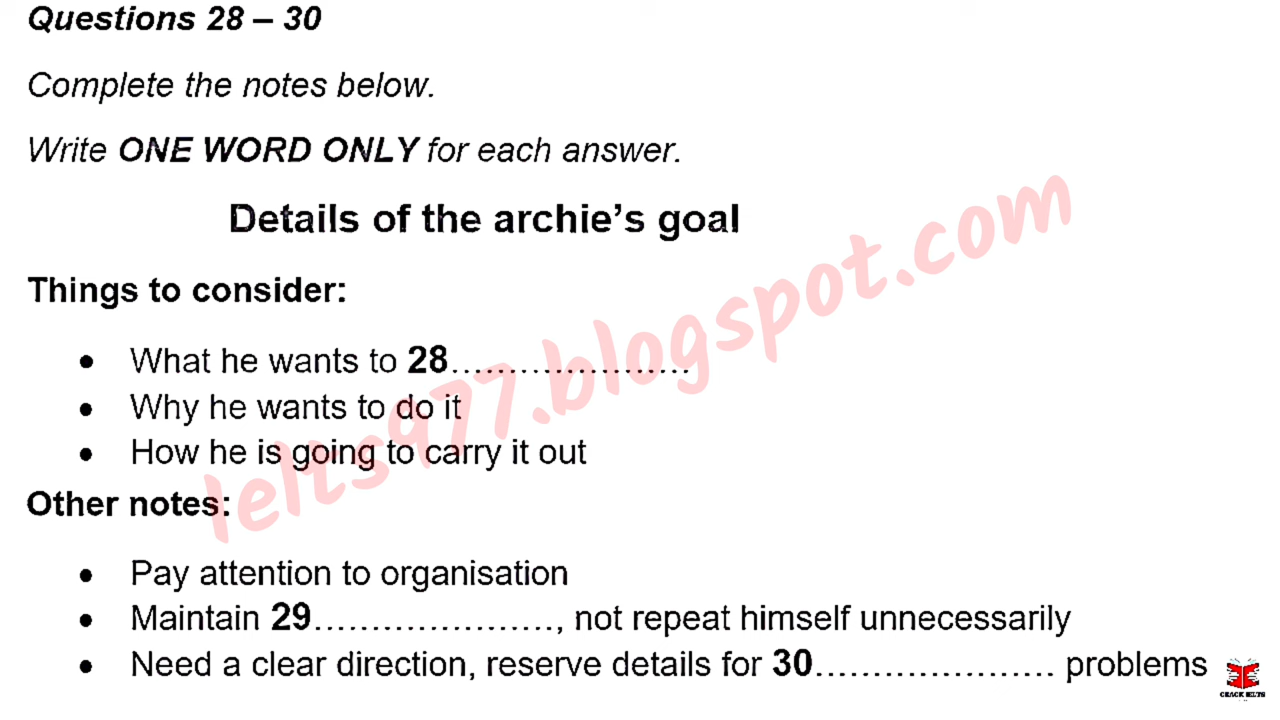 Questions 28 – 30
Complete the notes below.
Write ONE WORD ONLY for each answer.
Details of the archie's goal
Things to consider:
• What he wants to 28.....................
• Why he wants to do it
• How he is going to carry it out
Other notes:
• Pay attention to organisation
• Maintain 29....................., not repeat himself unnecessarily
• Need a clear direction, reserve details for 30..................... problems
Ielts977.blogspot.com
CRACK IELTS